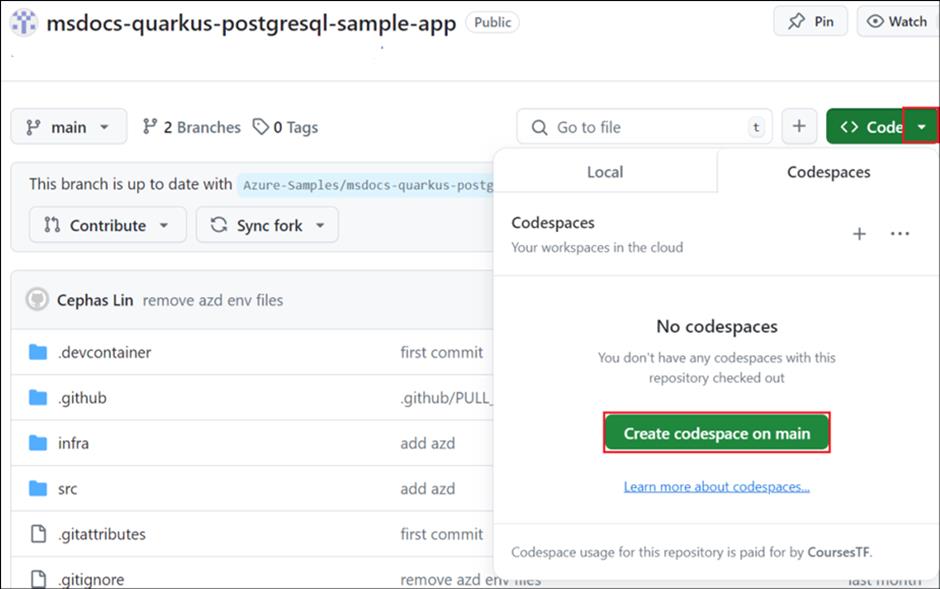 msdocs-quarkus-postgresql-sample-app Public Pin Watch
main 2 Branches 0 Tags Go to file t Code
This branch is up to date with Azure-Samples/msdocs-quarkus-postg
Contribute Sync fork
Local Codespaces
Codespaces
Your workspaces in the cloud
No codespaces
You don't have any codespaces with this
repository checked out
Create codespace on main
Learn more about codespaces...
Codespace usage for this repository is paid for by CoursesTF.
Cephas Lin remove azd env files
.devcontainer first commit
.github .github/PULL_
infra add azd
src add azd
.gitattributes first commit
.gitignore remove azd env files last month